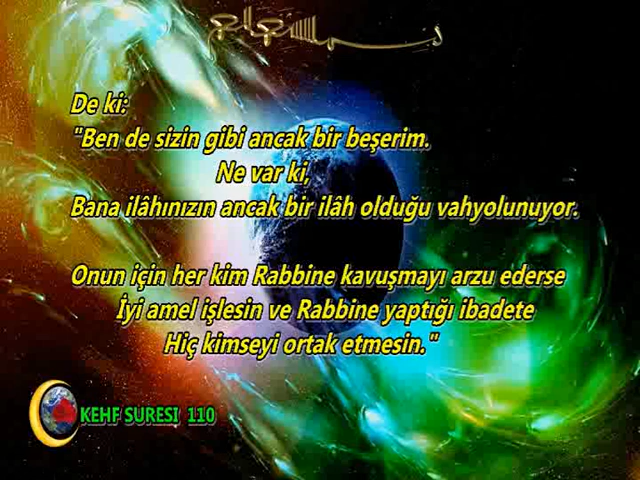 De ki:
"Ben de sizin gibi ancak bir beşerim.
Ne var ki,
Bana ilâhınızın ancak bir ilâh olduğu vahyolunuyor.
Onun için her kim Rabbine kavuşmayı arzu ederse
İyi amel işlesin ve Rabbine yaptığı ibadete
Hiç kimseyi ortak etmesin."
KEHF SURESI 110